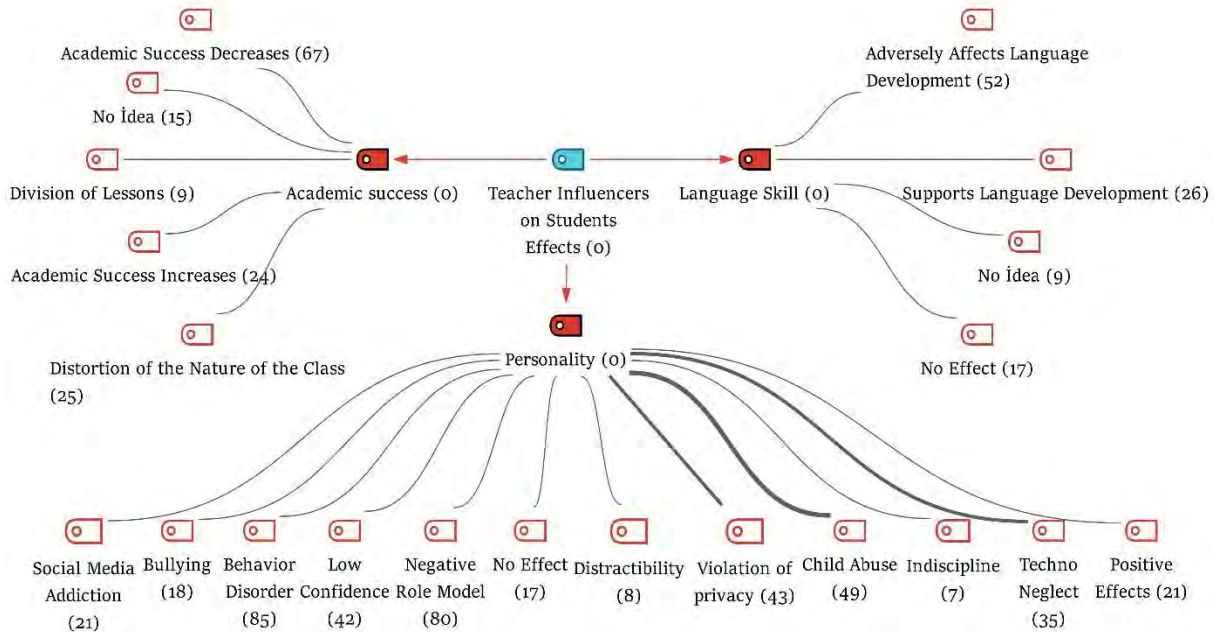 Academic Success Decreases (67)
Adversely Affects Language
Development (52)
No İdea (15)
Division of Lessons (9)
Academic success (0)
Teacher Influencers
on Students
Effects (0)
Language Skill (0)
Supports Language Development (26)
Academic Success Increases (24)
No İdea (9)
Distortion of the Nature of the Class
(25)
Personality (0)
No Effect (17)
Social Media
Addiction
(21)
Bullying
(18)
Behavior
Disorder
(85)
Low
Confidence
(42)
Negative
Role Model
(80)
No Effect
(17)
Distractibility
(8)
Violation of
privacy (43)
Child Abuse
(49)
Indiscipline
(7)
Techno
Neglect
(35)
Positive
Effects (21)